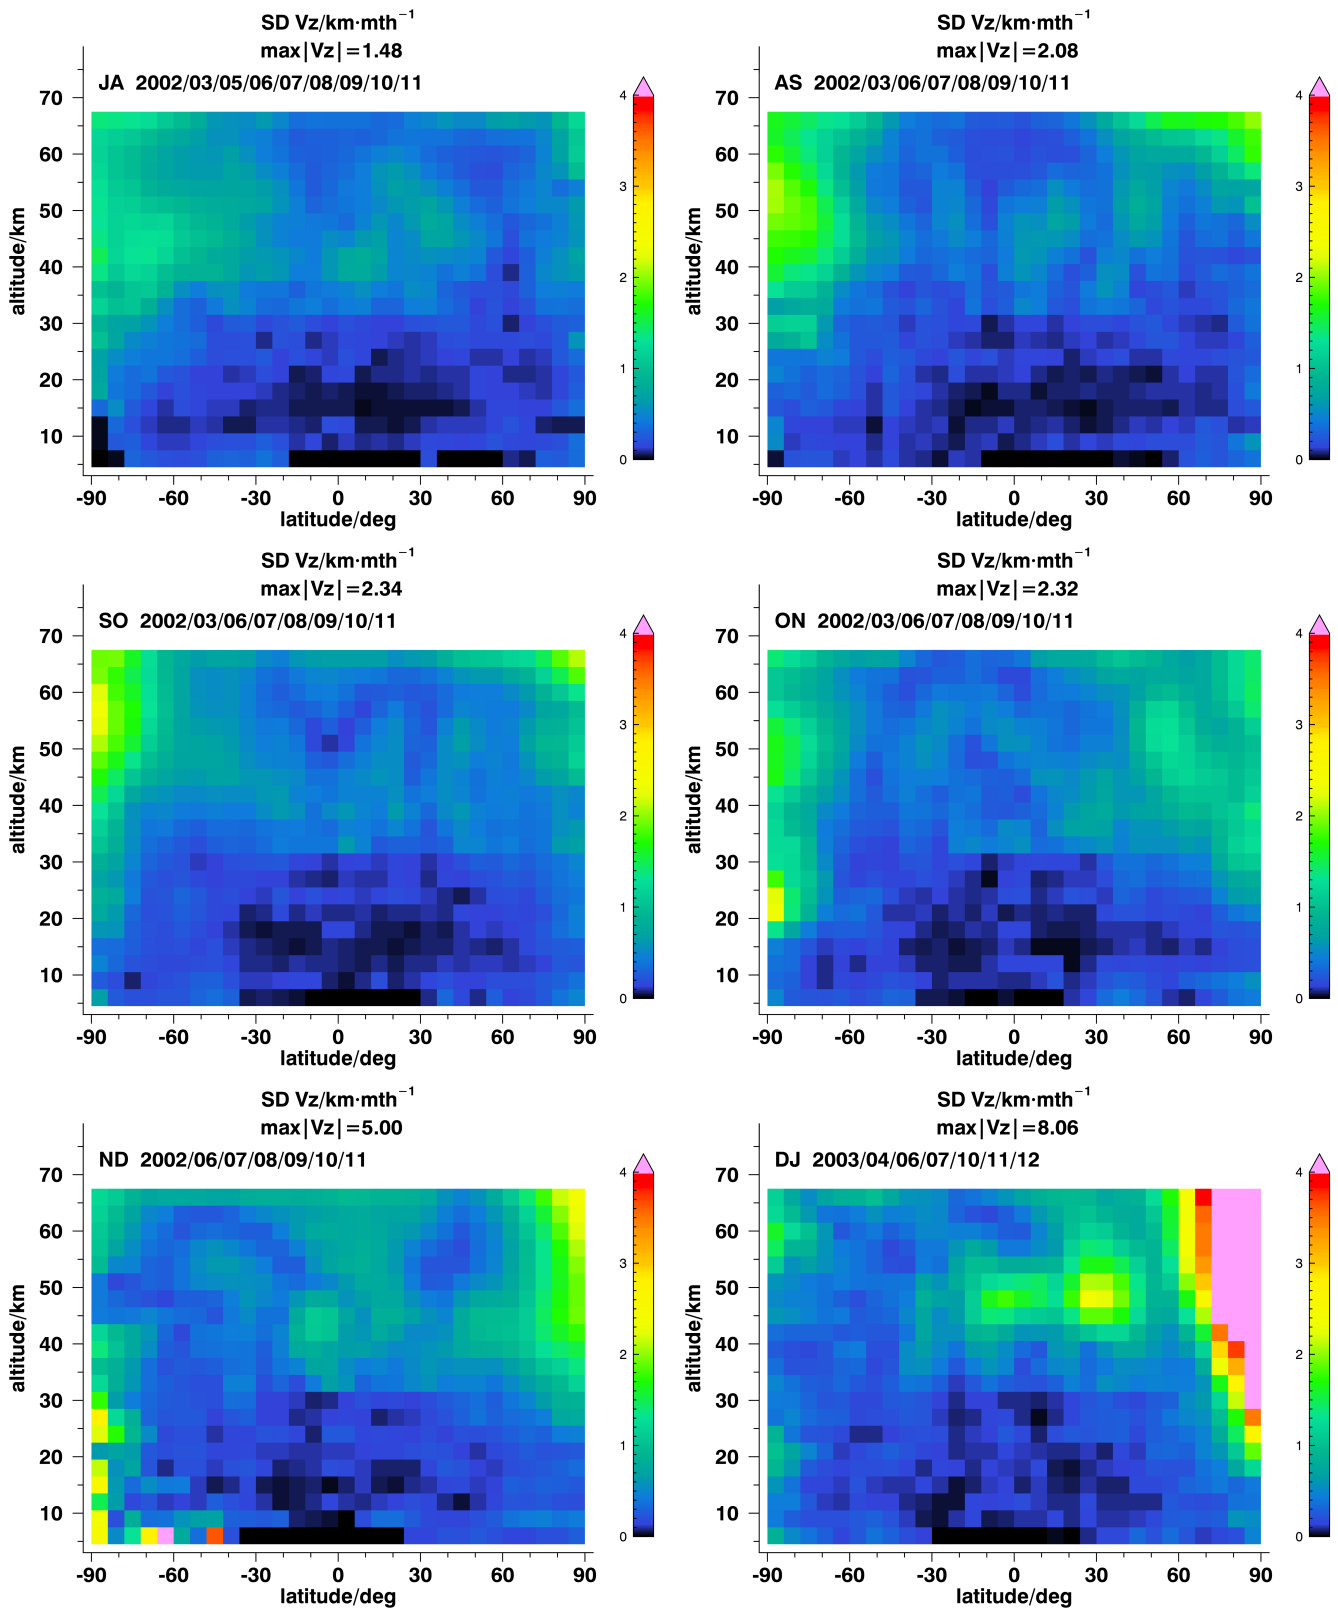 SD Vz/km·mth⁻¹
max|Vz|=1.48
JA 2002/03/05/06/07/08/09/10/11
70
60
50
40
30
20
10
altitude/km
-90 -60 -30 0 30 60 90
latitude/deg
4
3
2
1
0
SD Vz/km·mth⁻¹
max|Vz|=2.08
AS 2002/03/06/07/08/09/10/11
70
60
50
40
30
20
10
altitude/km
-90 -60 -30 0 30 60 90
latitude/deg
4
3
2
1
0
SD Vz/km·mth⁻¹
max|Vz|=2.34
SO 2002/03/06/07/08/09/10/11
70
60
50
40
30
20
10
altitude/km
-90 -60 -30 0 30 60 90
latitude/deg
4
3
2
1
0
SD Vz/km·mth⁻¹
max|Vz|=2.32
ON 2002/03/06/07/08/09/10/11
70
60
50
40
30
20
10
altitude/km
-90 -60 -30 0 30 60 90
latitude/deg
4
3
2
1
0
SD Vz/km·mth⁻¹
max|Vz|=5.00
ND 2002/06/07/08/09/10/11
70
60
50
40
30
20
10
altitude/km
-90 -60 -30 0 30 60 90
latitude/deg
4
3
2
1
0
SD Vz/km·mth⁻¹
max|Vz|=8.06
DJ 2003/04/06/07/10/11/12
70
60
50
40
30
20
10
altitude/km
-90 -60 -30 0 30 60 90
latitude/deg
4
3
2
1
0